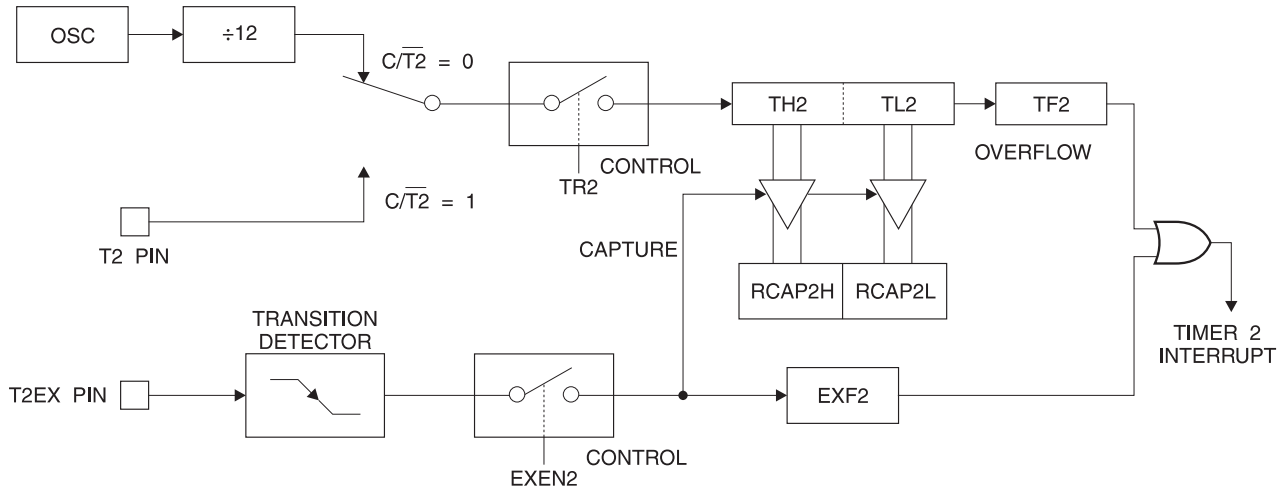 OSC
÷12
C/T2̅ = 0
TH2
TL2
TF2
OVERFLOW
CONTROL
TR2
C/T2̅ = 1
T2 PIN
CAPTURE
RCAP2H
RCAP2L
TRANSITION
DETECTOR
TIMER 2
INTERRUPT
T2EX PIN
EXF2
CONTROL
EXEN2